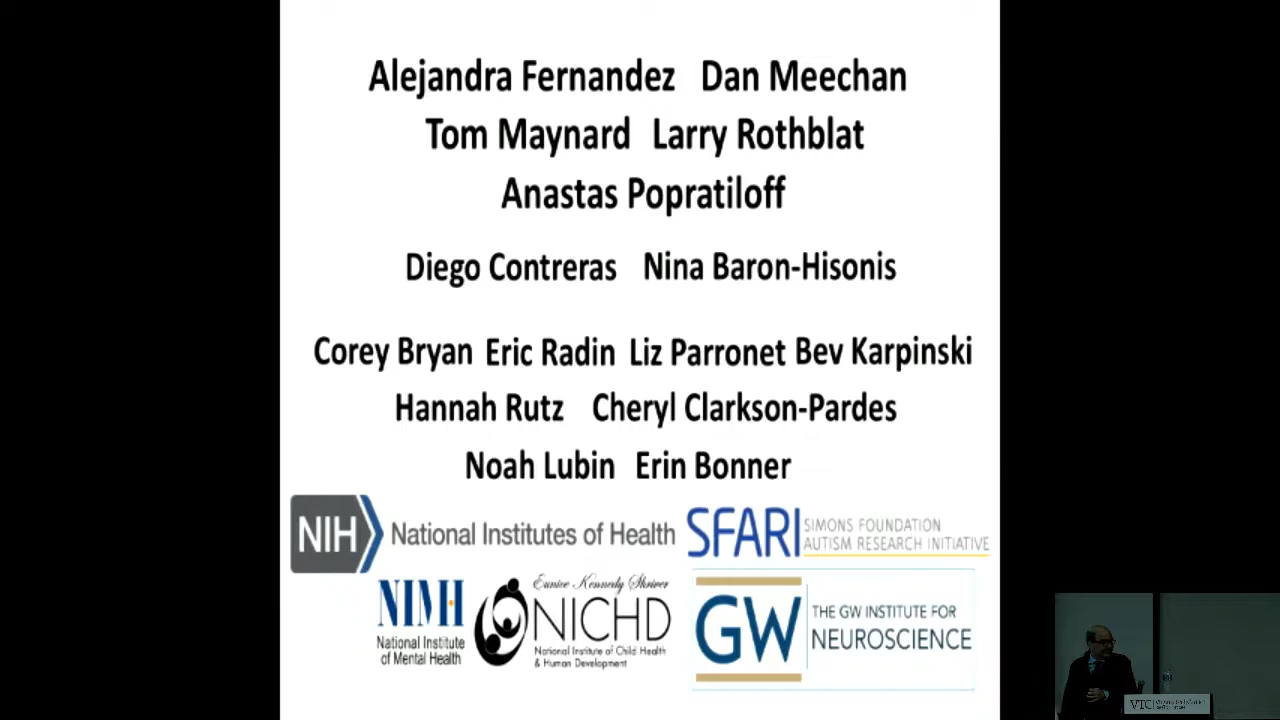 Alejandra Fernandez Dan Meechan
Tom Maynard Larry Rothblat
Anastas Popratiloff
Diego Contreras Nina Baron-Hisonis
Corey Bryan Eric Radin Liz Parronet Bev Karpinski
Hannah Rutz Cheryl Clarkson-Pardes
Noah Lubin Erin Bonner
NIH National Institutes of Health
SFARI SIMONS FOUNDATION
AUTISM RESEARCH INITIATIVE
NIMH
National Institute
of Mental Health
Eunice Kennedy Shriver
NICHD
National Institute of Child Health
& Human Development
GW THE GW INSTITUTE FOR
NEUROSCIENCE
VTC